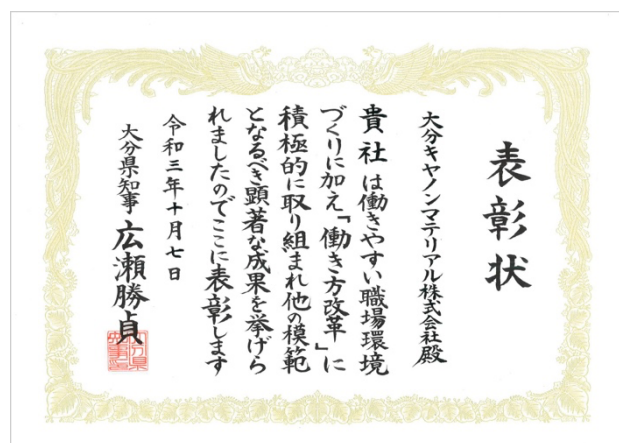 表彰状
大分キヤノンマテリアル株式会社殿
貴社は働きやすい職場環境
づくりに加え「働き方改革」に
積極的に取り組まれ他の模範
となるべき顕著な成果を挙げら
れましたのでここに表彰します
令和三年十月七日
大分県知事 広瀬勝貞